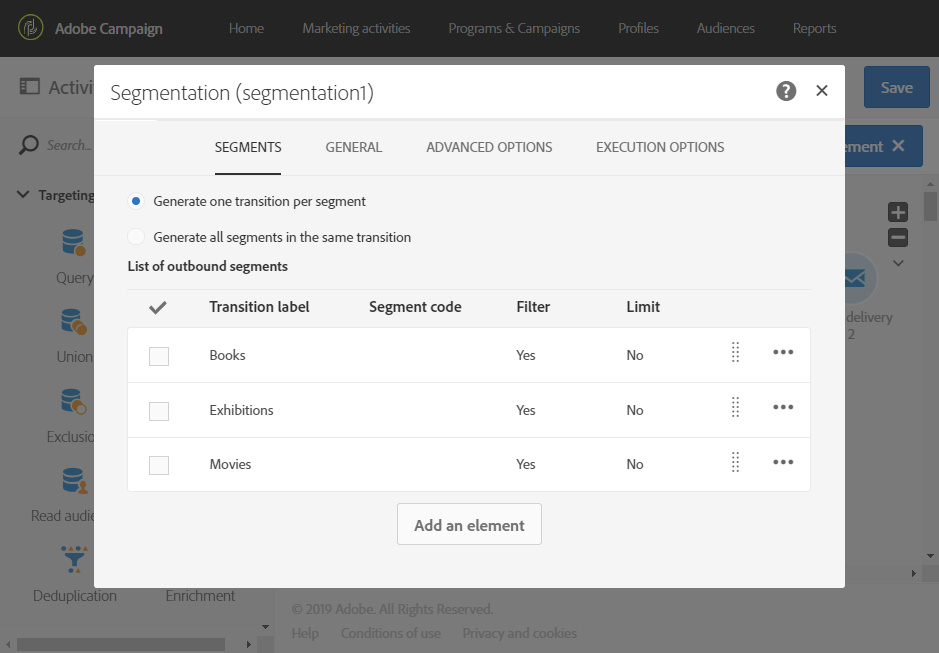 Adobe Campaign Home Marketing activities Programs & Campaigns Profiles Audiences Reports
Activi
Save
Segmentation (segmentation1)
Search...
ement
SEGMENTS GENERAL ADVANCED OPTIONS EXECUTION OPTIONS
Targeting
Generate one transition per segment
Generate all segments in the same transition
List of outbound segments
Query
Transition label Segment code Filter Limit
delivery
2
Union
Books Yes No
Exhibitions Yes No
Exclusio
Movies Yes No
Read audie
Add an element
Deduplication Enrichment
© 2019 Adobe. All Rights Reserved.
Help Conditions of use Privacy and cookies